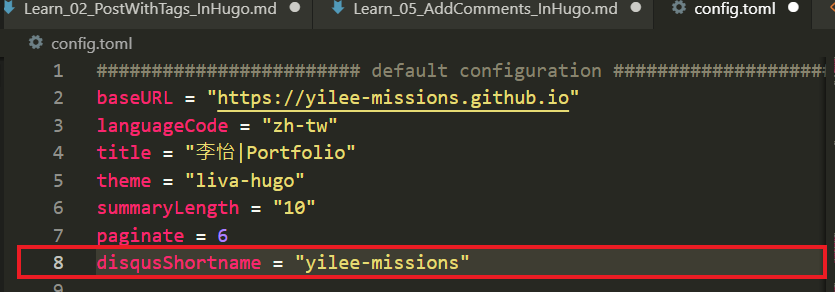 Learn_02_PostWithTags_InHugo.md Learn_05_AddComments_InHugo.md config.toml
config.toml
1 ######################## default configuration ####################
2 baseURL = "https://yilee-missions.github.io"
3 languageCode = "zh-tw"
4 title = "李怡|Portfolio"
5 theme = "liva-hugo"
6 summaryLength = "10"
7 paginate = 6
8 disqusShortname = "yilee-missions"
9